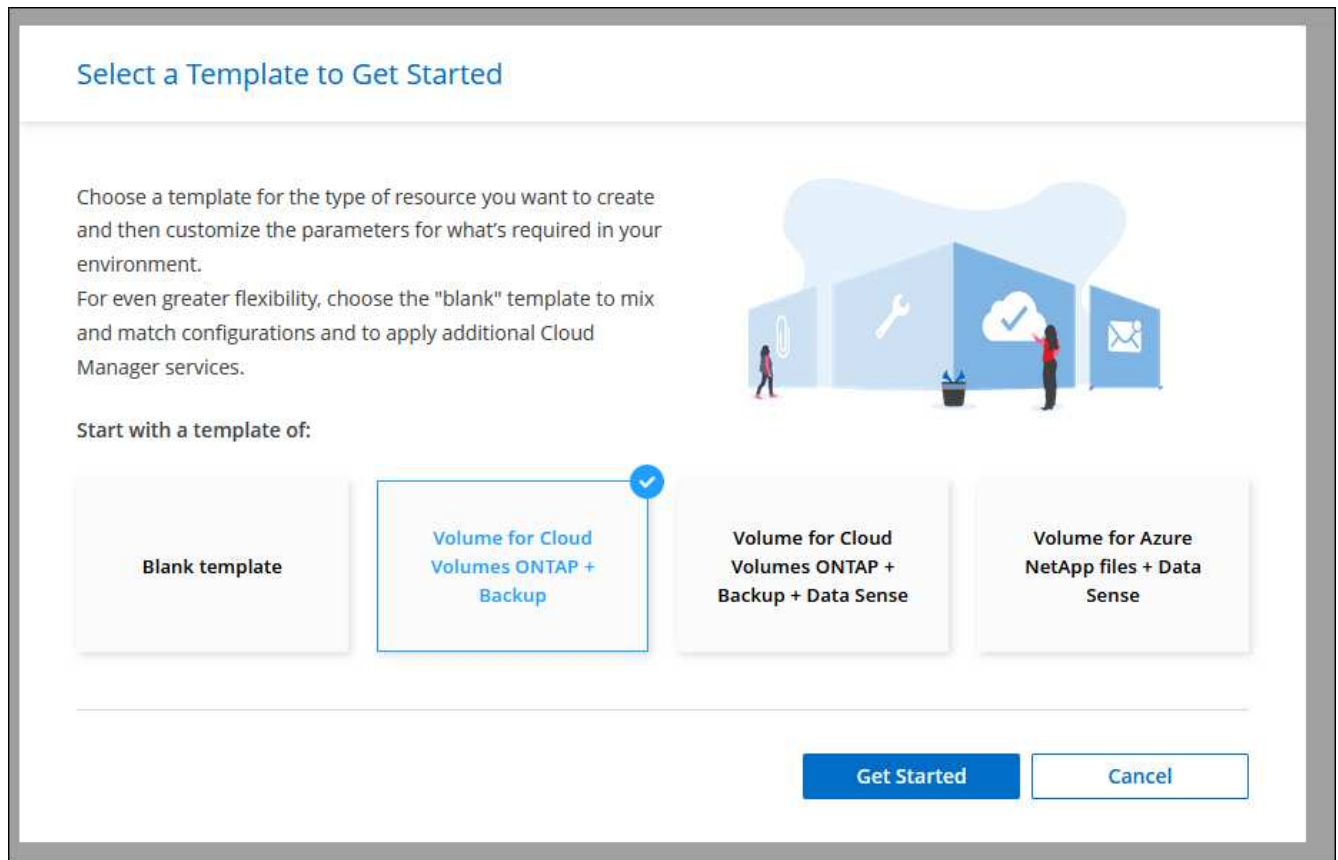 Select a Template to Get Started
Choose a template for the type of resource you want to create
and then customize the parameters for what's required in your
environment.
For even greater flexibility, choose the "blank" template to mix
and match configurations and to apply additional Cloud
Manager services.
Start with a template of:
Blank template
Volume for Cloud
Volumes ONTAP +
Backup
Volume for Cloud
Volumes ONTAP +
Backup + Data Sense
Volume for Azure
NetApp files + Data
Sense
Get Started
Cancel